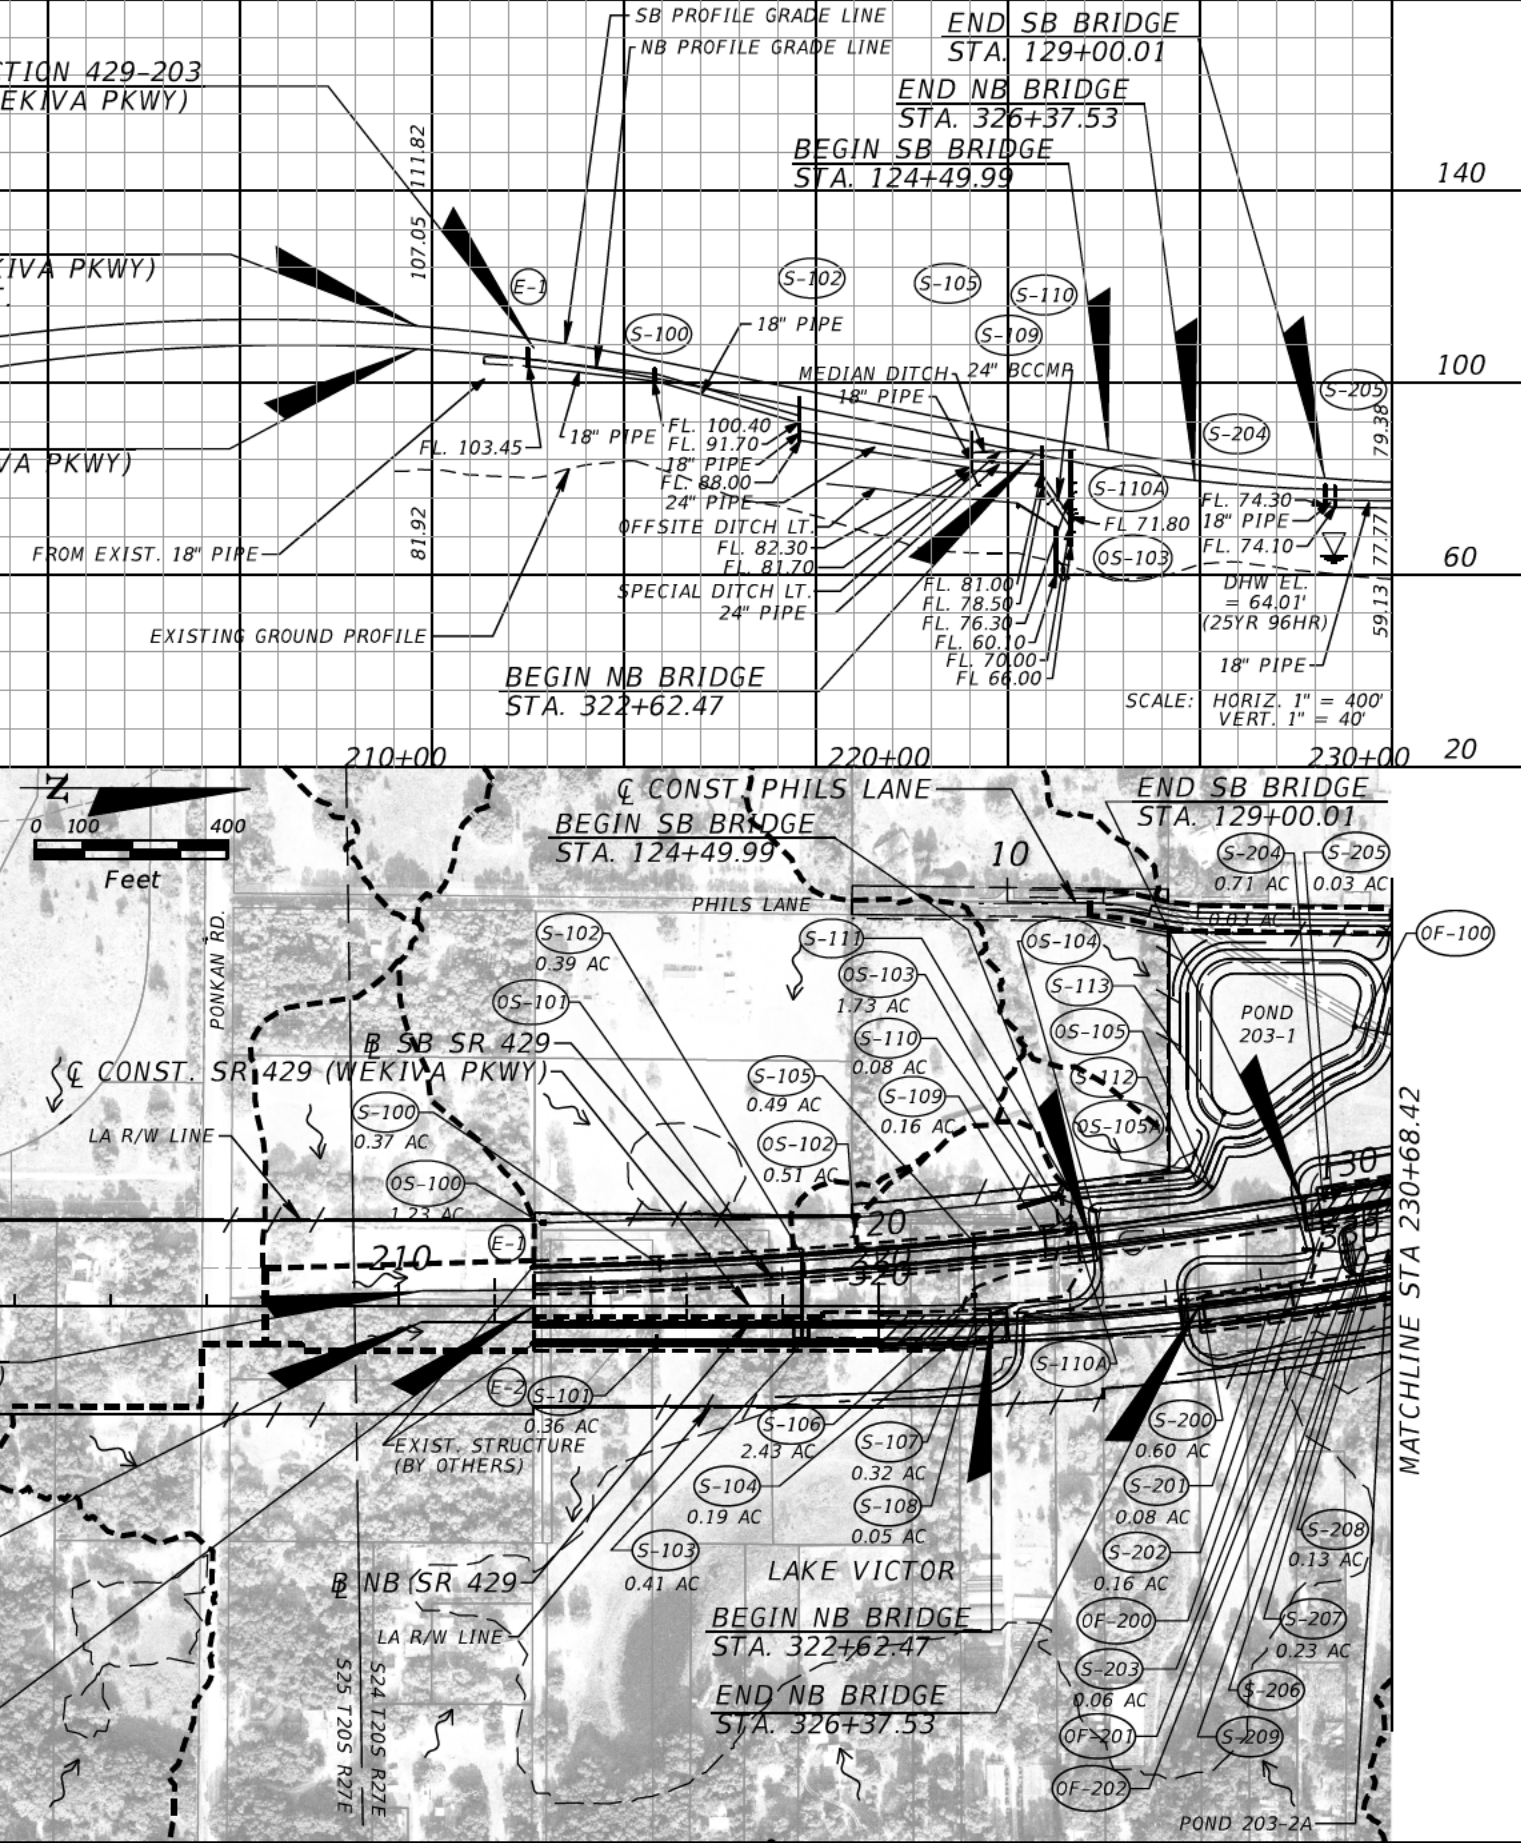 SB PROFILE GRADE LINE
NB PROFILE GRADE LINE
END SB BRIDGE
STA. 129+00.01
CTION 429-203
EKIVA PKWY)
END NB BRIDGE
STA. 326+37.53
BEGIN SB BRIDGE
STA. 124+49.99
111.82
140
107.05
KIVA PKWY)
E-1
S-102
S-105
S-110
S-100
18" PIPE
S-109
MEDIAN DITCH
24" BCCMP
100
18" PIPE
S-205
79.38
FL. 103.45
18" PIPE
FL. 100.40
FL. 91.70
18" PIPE
FL. 88.00
24" PIPE
S-204
VA PKWY)
S-110A
FL. 74.30
18" PIPE
FL 71.80
OFFSITE DITCH LT.
FL. 82.30
FL. 81.70
FROM EXIST. 18" PIPE
81.92
OS-103
FL. 74.10
77.77
60
SPECIAL DITCH LT.
24" PIPE
FL. 81.00
FL. 78.50
FL. 76.30
FL. 60.10
FL. 70.00
FL 66.00
DHW EL.
= 64.01'
(25YR 96HR)
59.13
EXISTING GROUND PROFILE
18" PIPE
BEGIN NB BRIDGE
STA. 322+62.47
SCALE: HORIZ. 1" = 400'
VERT. 1" = 40'
210+00
220+00
230+00
20
N
0 100 400
Feet
℄ CONST. PHILS LANE
END SB BRIDGE
STA. 129+00.01
BEGIN SB BRIDGE
STA. 124+49.99
10
S-204
0.71 AC
S-205
0.03 AC
PHILS LANE
0.03 AC
PONKAN RD.
S-102
0.39 AC
S-111
OS-104
OF-100
OS-103
1.73 AC
S-113
OS-101
POND
203-1
OS-105
B SB SR 429
S-110
0.08 AC
℄ CONST. SR 429 (WEKIVA PKWY)
S-105
0.49 AC
S-112
S-109
0.16 AC
S-100
0.37 AC
OS-105A
LA R/W LINE
OS-102
0.51 AC
OS-100
1.23 AC
30
20
E-1
210
320
330
MATCHLINE STA 230+68.42
S-110A
E-2
S-101
0.36 AC
EXIST. STRUCTURE
(BY OTHERS)
S-106
2.43 AC
S-107
0.32 AC
S-200
0.60 AC
S-104
0.19 AC
S-108
0.05 AC
S-201
0.08 AC
S-208
0.13 AC
S-103
0.41 AC
S-202
0.16 AC
LAKE VICTOR
B NB SR 429
BEGIN NB BRIDGE
STA. 322+62.47
OF-200
S-207
0.23 AC
LA R/W LINE
S-203
0.06 AC
S-206
END NB BRIDGE
STA. 326+37.53
OF-201
S-209
S25 T20S R27E
S24 T20S R27E
OF-202
POND 203-2A